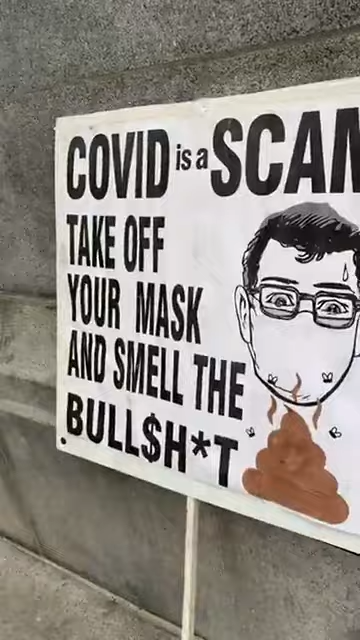 COVID is a SCAM
TAKE OFF
YOUR MASK
AND SMELL THE
BULL$H*T